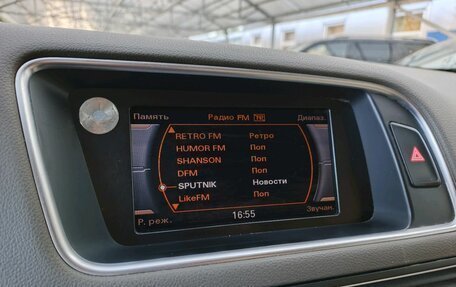 Память Радио FM TP Диапаз.
RETRO FM Ретро
HUMOR FM Поп
SHANSON Поп
DFM Поп
SPUTNIK Новости
LikeFM Поп
Р. реж. 16:55 Звучан.